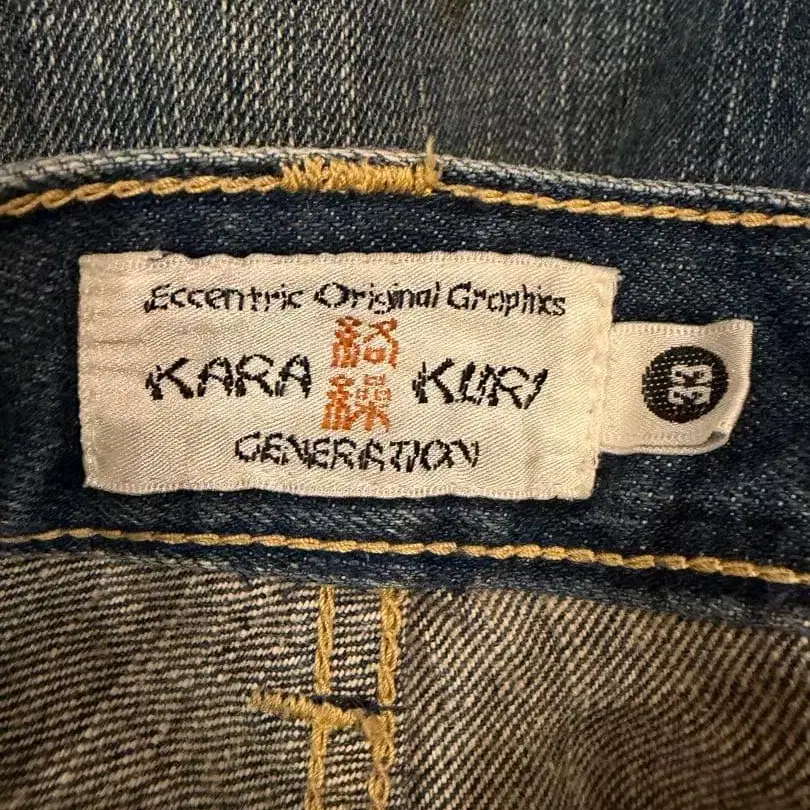 Eccentric Original Graphics
KARA 絡繰 KURI
GENERATION
33